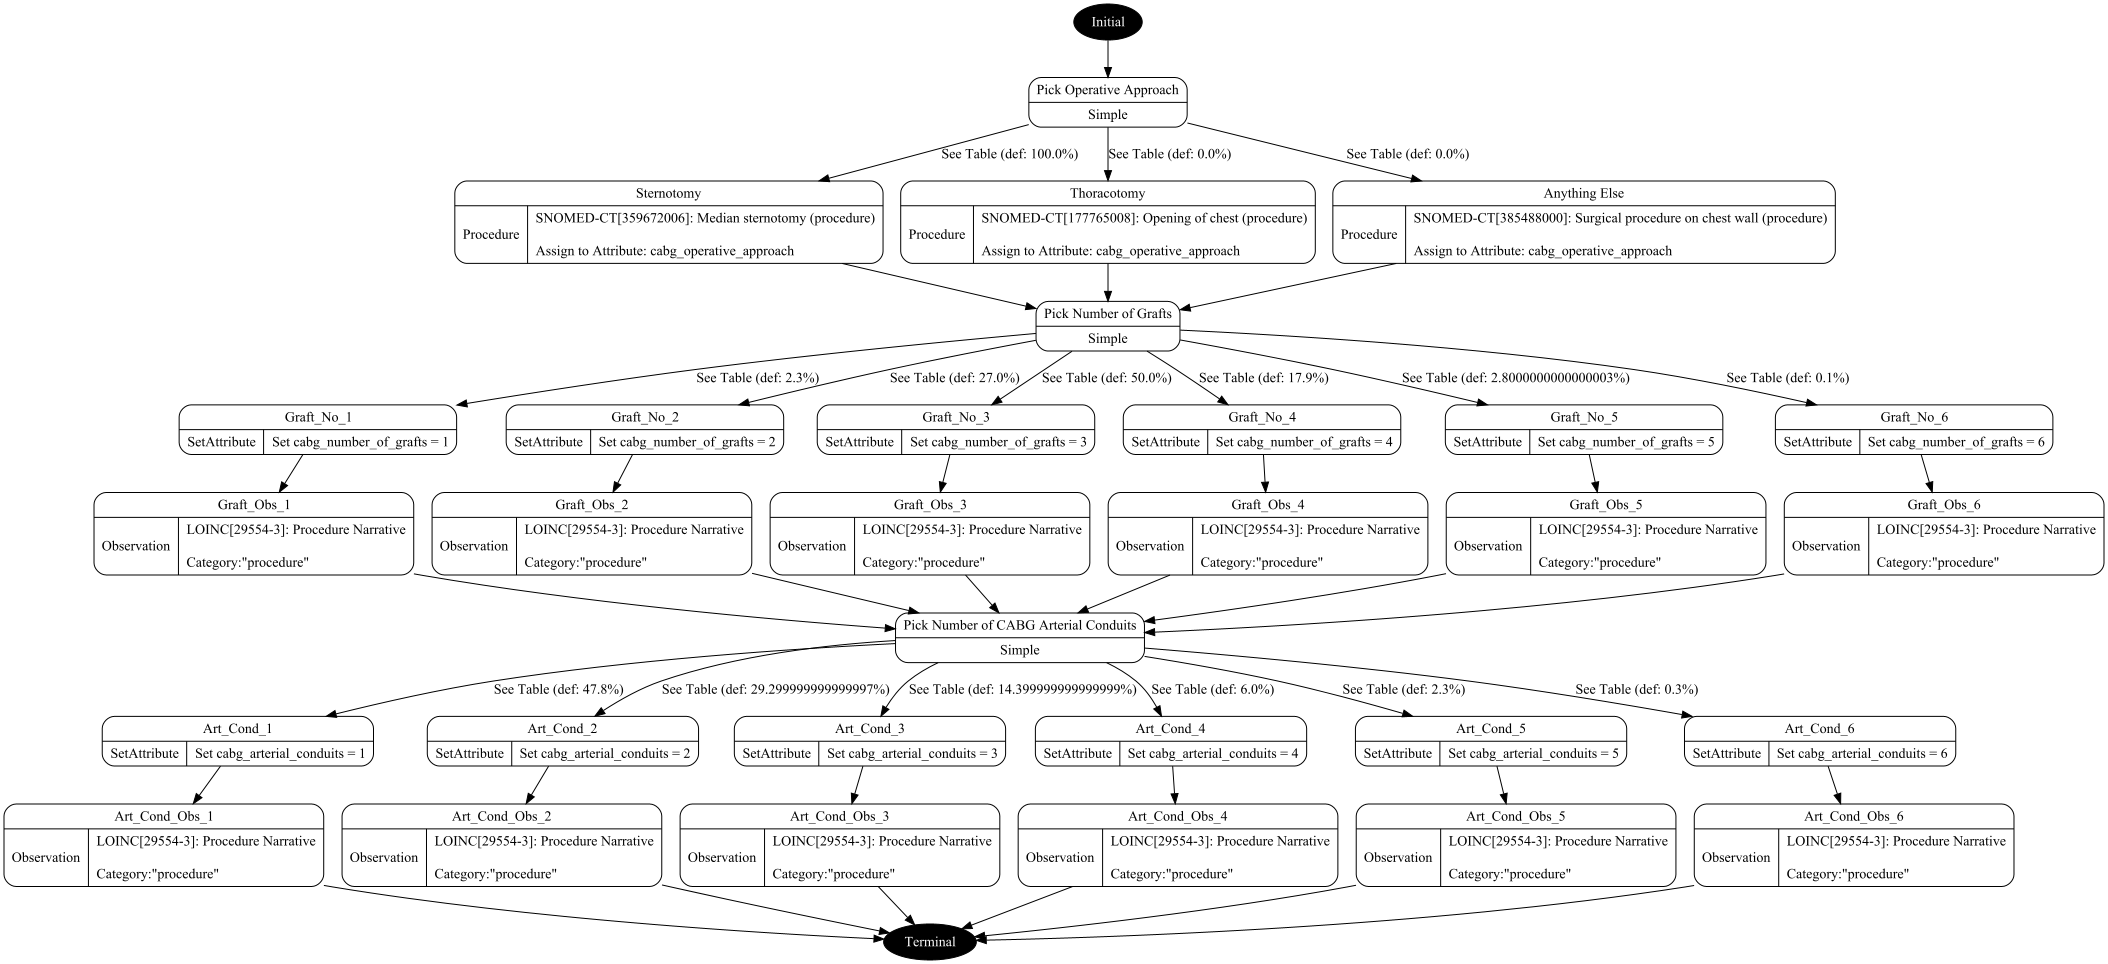 Initial
Pick Operative Approach
Simple
See Table (def: 100.0%)
See Table (def: 0.0%)
See Table (def: 0.0%)
Sternotomy
Procedure
SNOMED-CT[359672006]: Median sternotomy (procedure)
Assign to Attribute: cabg_operative_approach
Thoracotomy
Procedure
SNOMED-CT[177765008]: Opening of chest (procedure)
Assign to Attribute: cabg_operative_approach
Anything Else
Procedure
SNOMED-CT[385488000]: Surgical procedure on chest wall (procedure)
Assign to Attribute: cabg_operative_approach
Pick Number of Grafts
Simple
See Table (def: 2.3%)
See Table (def: 27.0%)
See Table (def: 50.0%)
See Table (def: 17.9%)
See Table (def: 2.8000000000000003%)
See Table (def: 0.1%)
Graft_No_1
SetAttribute
Set cabg_number_of_grafts = 1
Graft_No_2
SetAttribute
Set cabg_number_of_grafts = 2
Graft_No_3
SetAttribute
Set cabg_number_of_grafts = 3
Graft_No_4
SetAttribute
Set cabg_number_of_grafts = 4
Graft_No_5
SetAttribute
Set cabg_number_of_grafts = 5
Graft_No_6
SetAttribute
Set cabg_number_of_grafts = 6
Graft_Obs_1
Observation
LOINC[29554-3]: Procedure Narrative
Category:"procedure"
Graft_Obs_2
Observation
LOINC[29554-3]: Procedure Narrative
Category:"procedure"
Graft_Obs_3
Observation
LOINC[29554-3]: Procedure Narrative
Category:"procedure"
Graft_Obs_4
Observation
LOINC[29554-3]: Procedure Narrative
Category:"procedure"
Graft_Obs_5
Observation
LOINC[29554-3]: Procedure Narrative
Category:"procedure"
Graft_Obs_6
Observation
LOINC[29554-3]: Procedure Narrative
Category:"procedure"
Pick Number of CABG Arterial Conduits
Simple
See Table (def: 47.8%)
See Table (def: 29.299999999999997%)
See Table (def: 14.399999999999999%)
See Table (def: 6.0%)
See Table (def: 2.3%)
See Table (def: 0.3%)
Art_Cond_1
SetAttribute
Set cabg_arterial_conduits = 1
Art_Cond_2
SetAttribute
Set cabg_arterial_conduits = 2
Art_Cond_3
SetAttribute
Set cabg_arterial_conduits = 3
Art_Cond_4
SetAttribute
Set cabg_arterial_conduits = 4
Art_Cond_5
SetAttribute
Set cabg_arterial_conduits = 5
Art_Cond_6
SetAttribute
Set cabg_arterial_conduits = 6
Art_Cond_Obs_1
Observation
LOINC[29554-3]: Procedure Narrative
Category:"procedure"
Art_Cond_Obs_2
Observation
LOINC[29554-3]: Procedure Narrative
Category:"procedure"
Art_Cond_Obs_3
Observation
LOINC[29554-3]: Procedure Narrative
Category:"procedure"
Art_Cond_Obs_4
Observation
LOINC[29554-3]: Procedure Narrative
Category:"procedure"
Art_Cond_Obs_5
Observation
LOINC[29554-3]: Procedure Narrative
Category:"procedure"
Art_Cond_Obs_6
Observation
LOINC[29554-3]: Procedure Narrative
Category:"procedure"
Terminal